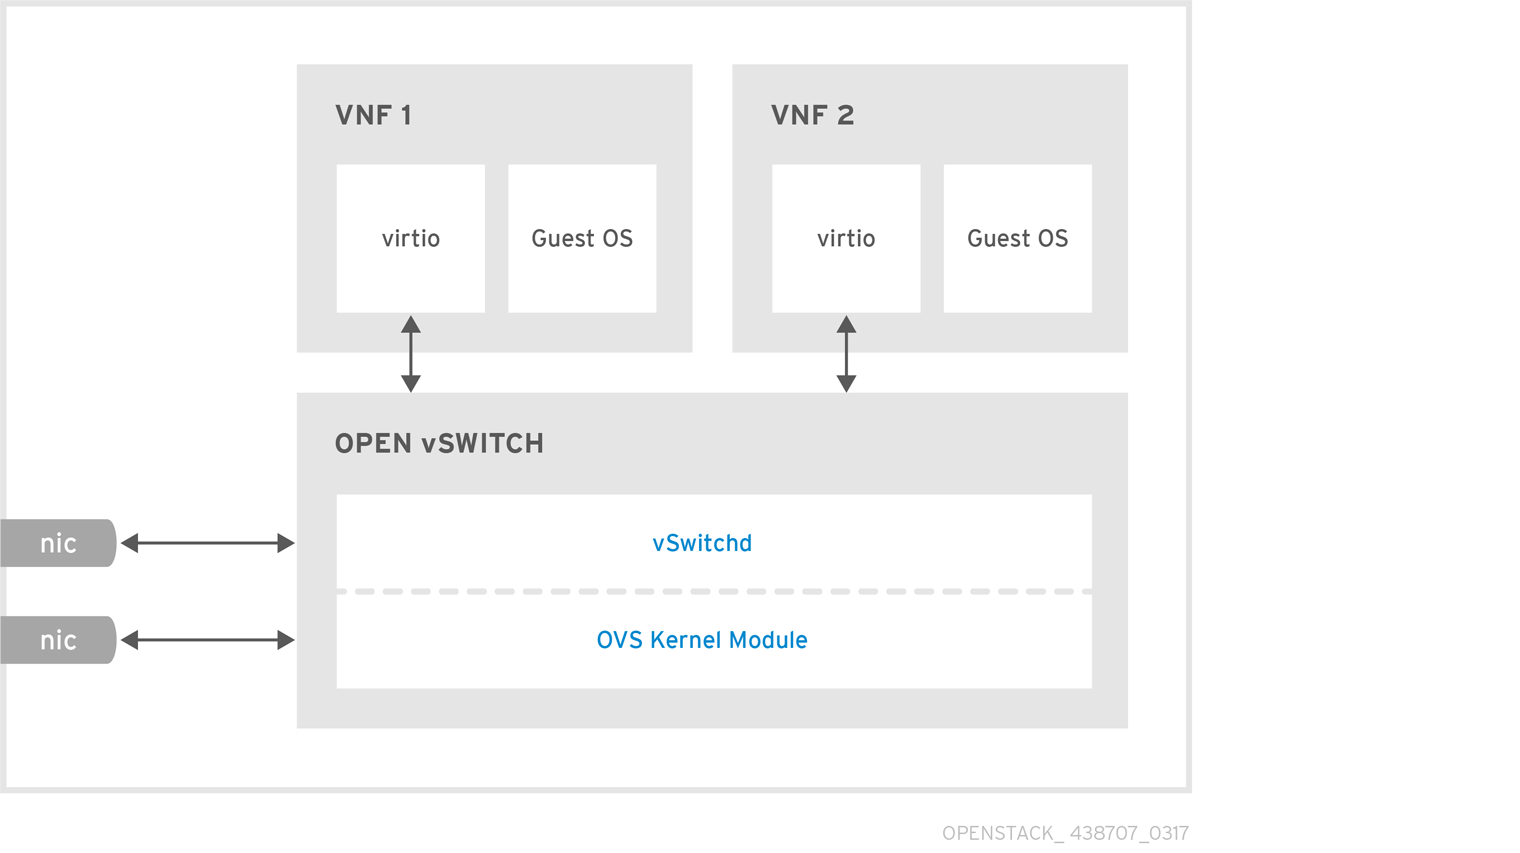 VNF 1
VNF 2
virtio
Guest OS
virtio
Guest OS
OPEN vSWITCH
nic
vSwitchd
nic
OVS Kernel Module
OPENSTACK_ 438707_0317